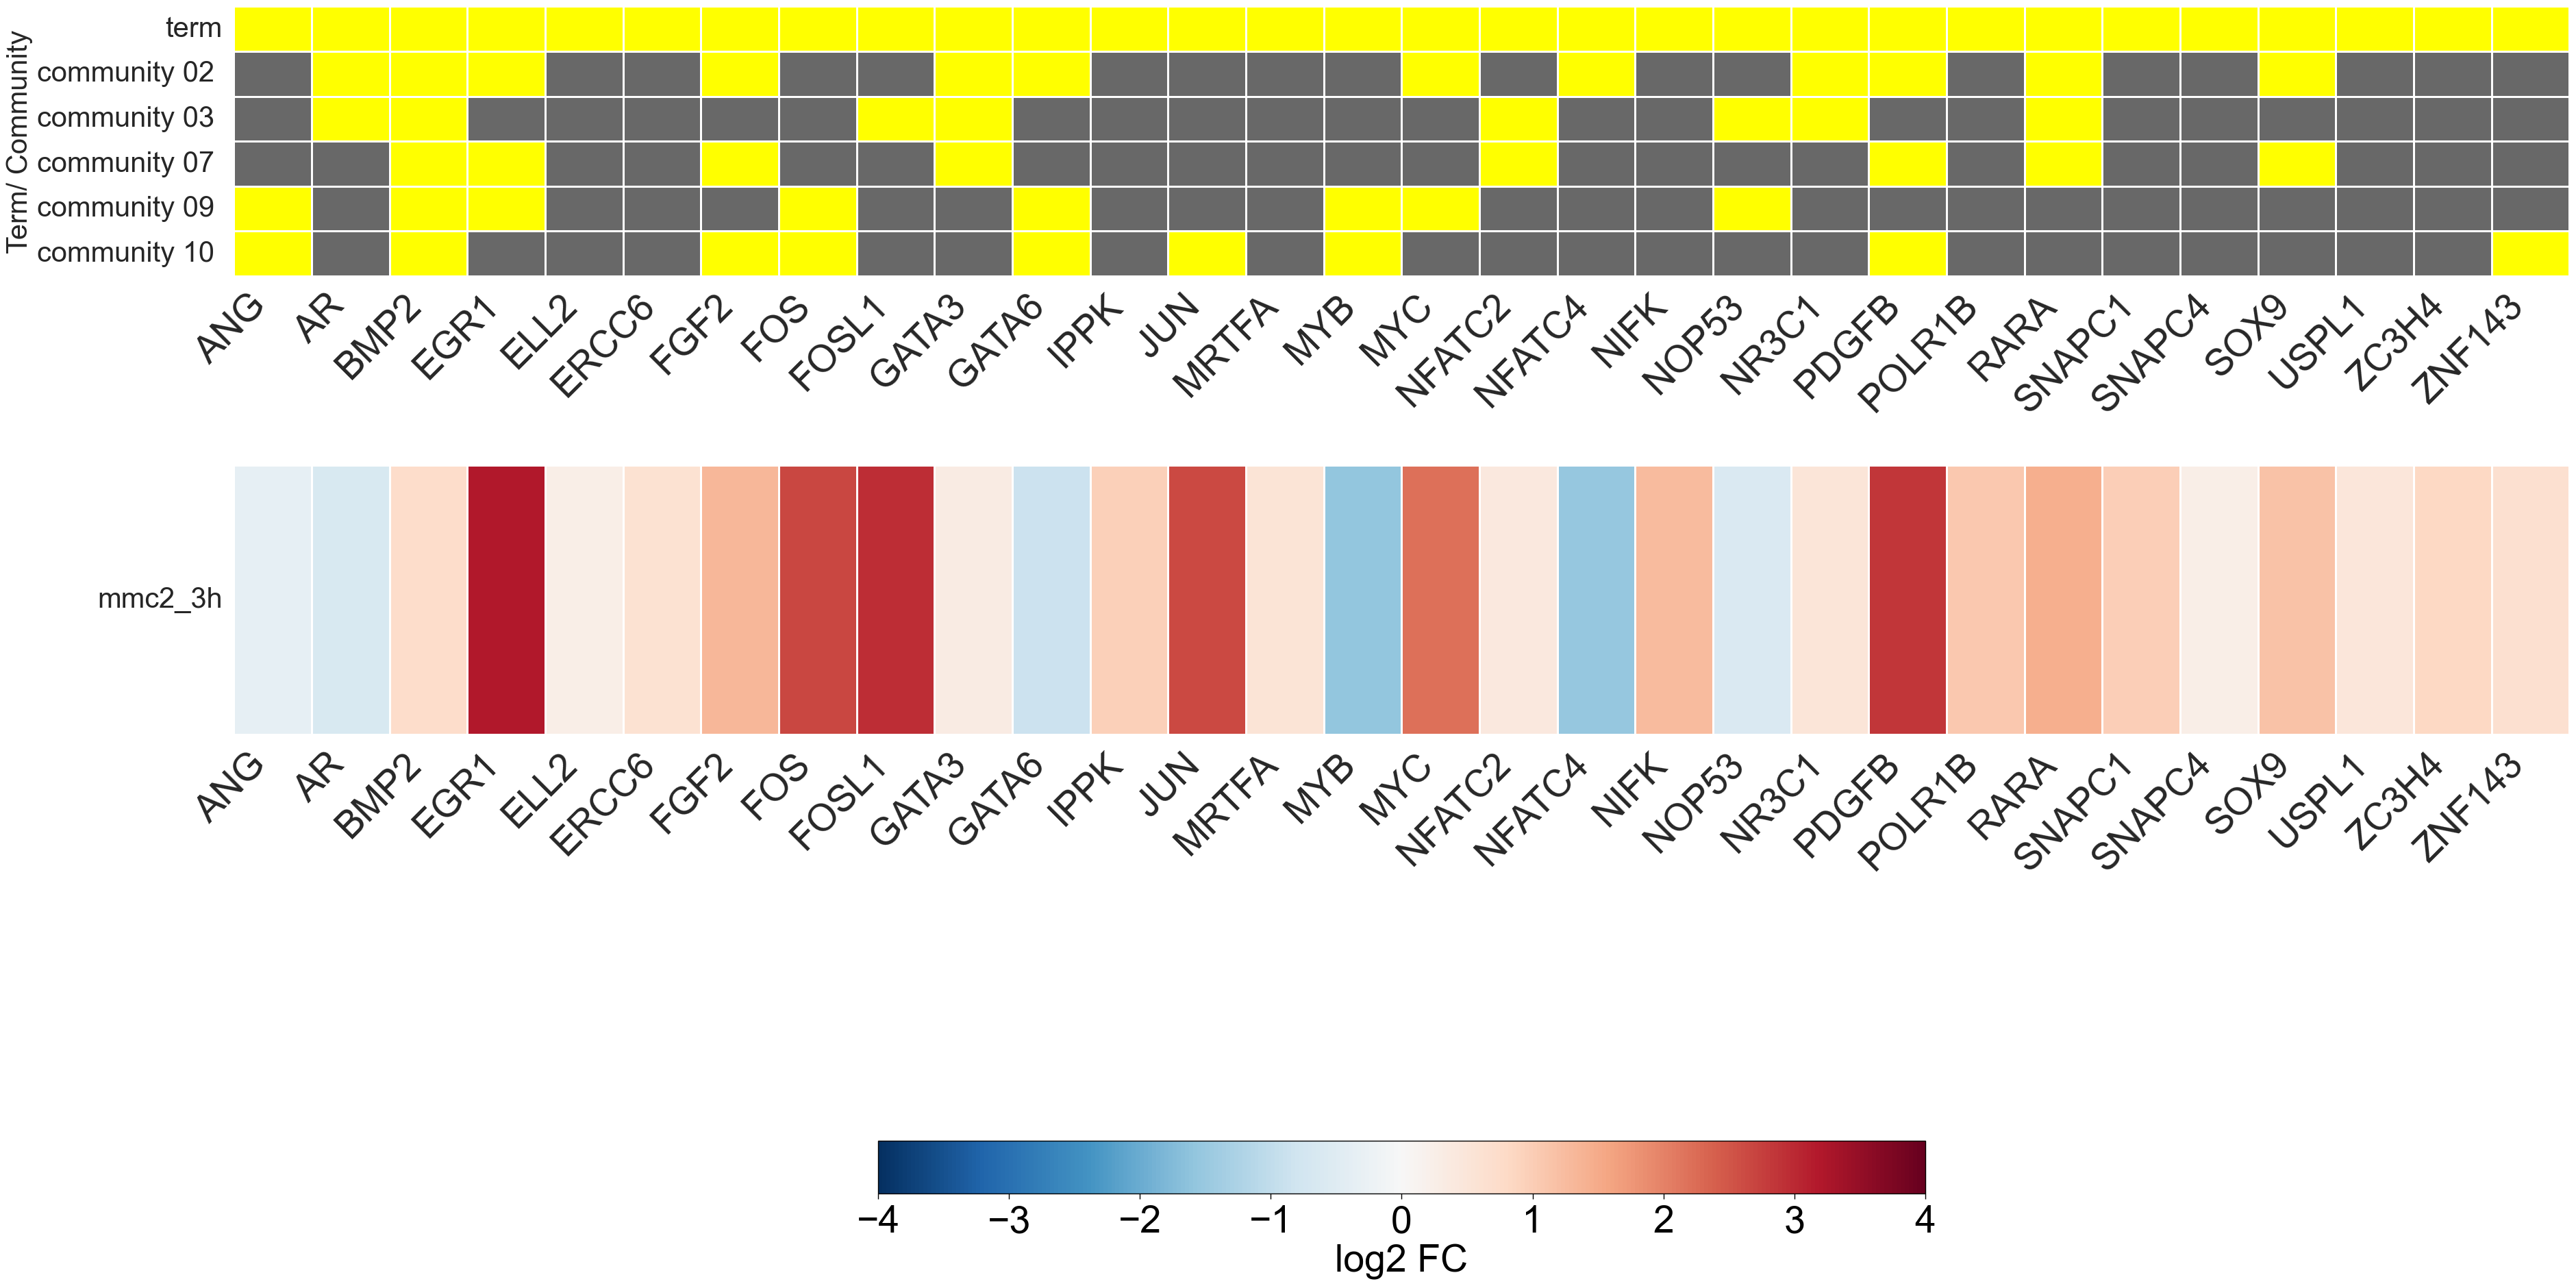 Term/ Community
term
community 02
community 03
community 07
community 09
community 10
ANG AR BMP2 EGR1 ELL2 ERCC6 FGF2 FOS FOSL1 GATA3 GATA6 IPPK JUN MRTFA MYB MYC NFATC2 NFATC4 NIFK NOP53 NR3C1 PDGFB POLR1B RARA SNAPC1 SNAPC4 SOX9 USPL1 ZC3H4 ZNF143
mmc2_3h
ANG AR BMP2 EGR1 ELL2 ERCC6 FGF2 FOS FOSL1 GATA3 GATA6 IPPK JUN MRTFA MYB MYC NFATC2 NFATC4 NIFK NOP53 NR3C1 PDGFB POLR1B RARA SNAPC1 SNAPC4 SOX9 USPL1 ZC3H4 ZNF143
−4 −3 −2 −1 0 1 2 3 4
log2 FC